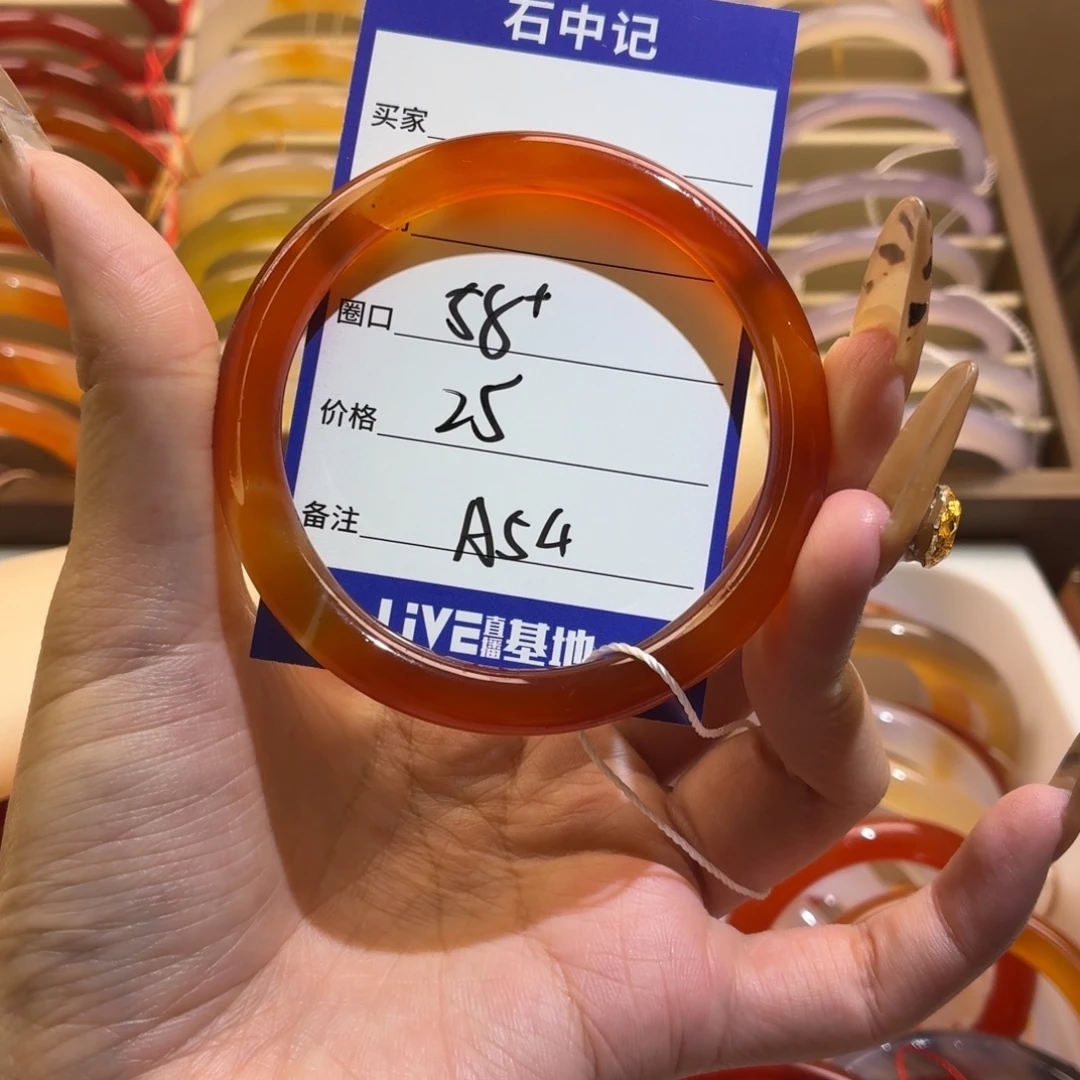 石中记
买家
圈口 58+
价格 25
备注 A54
LiVE直播基地